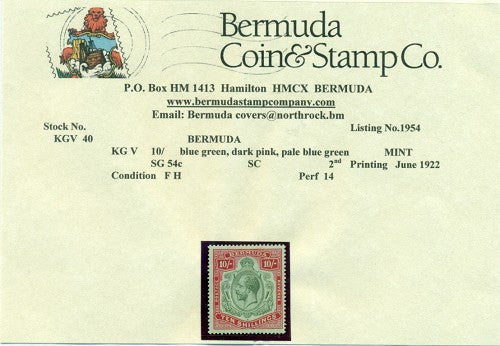 Bermuda
Coin & Stamp Co.
P.O. Box HM 1413 Hamilton HMCX BERMUDA
www.bermudastampcompany.com
Email: Bermuda covers@northrock.bm
Stock No. Listing No.1954
KGV 40 BERMUDA
KG V 10/ blue green, dark pink, pale blue green MINT
SG 54c SC 2nd Printing June 1922
Condition F H Perf 14
BERMUDA
10/- 10/-
TEN SHILLINGS